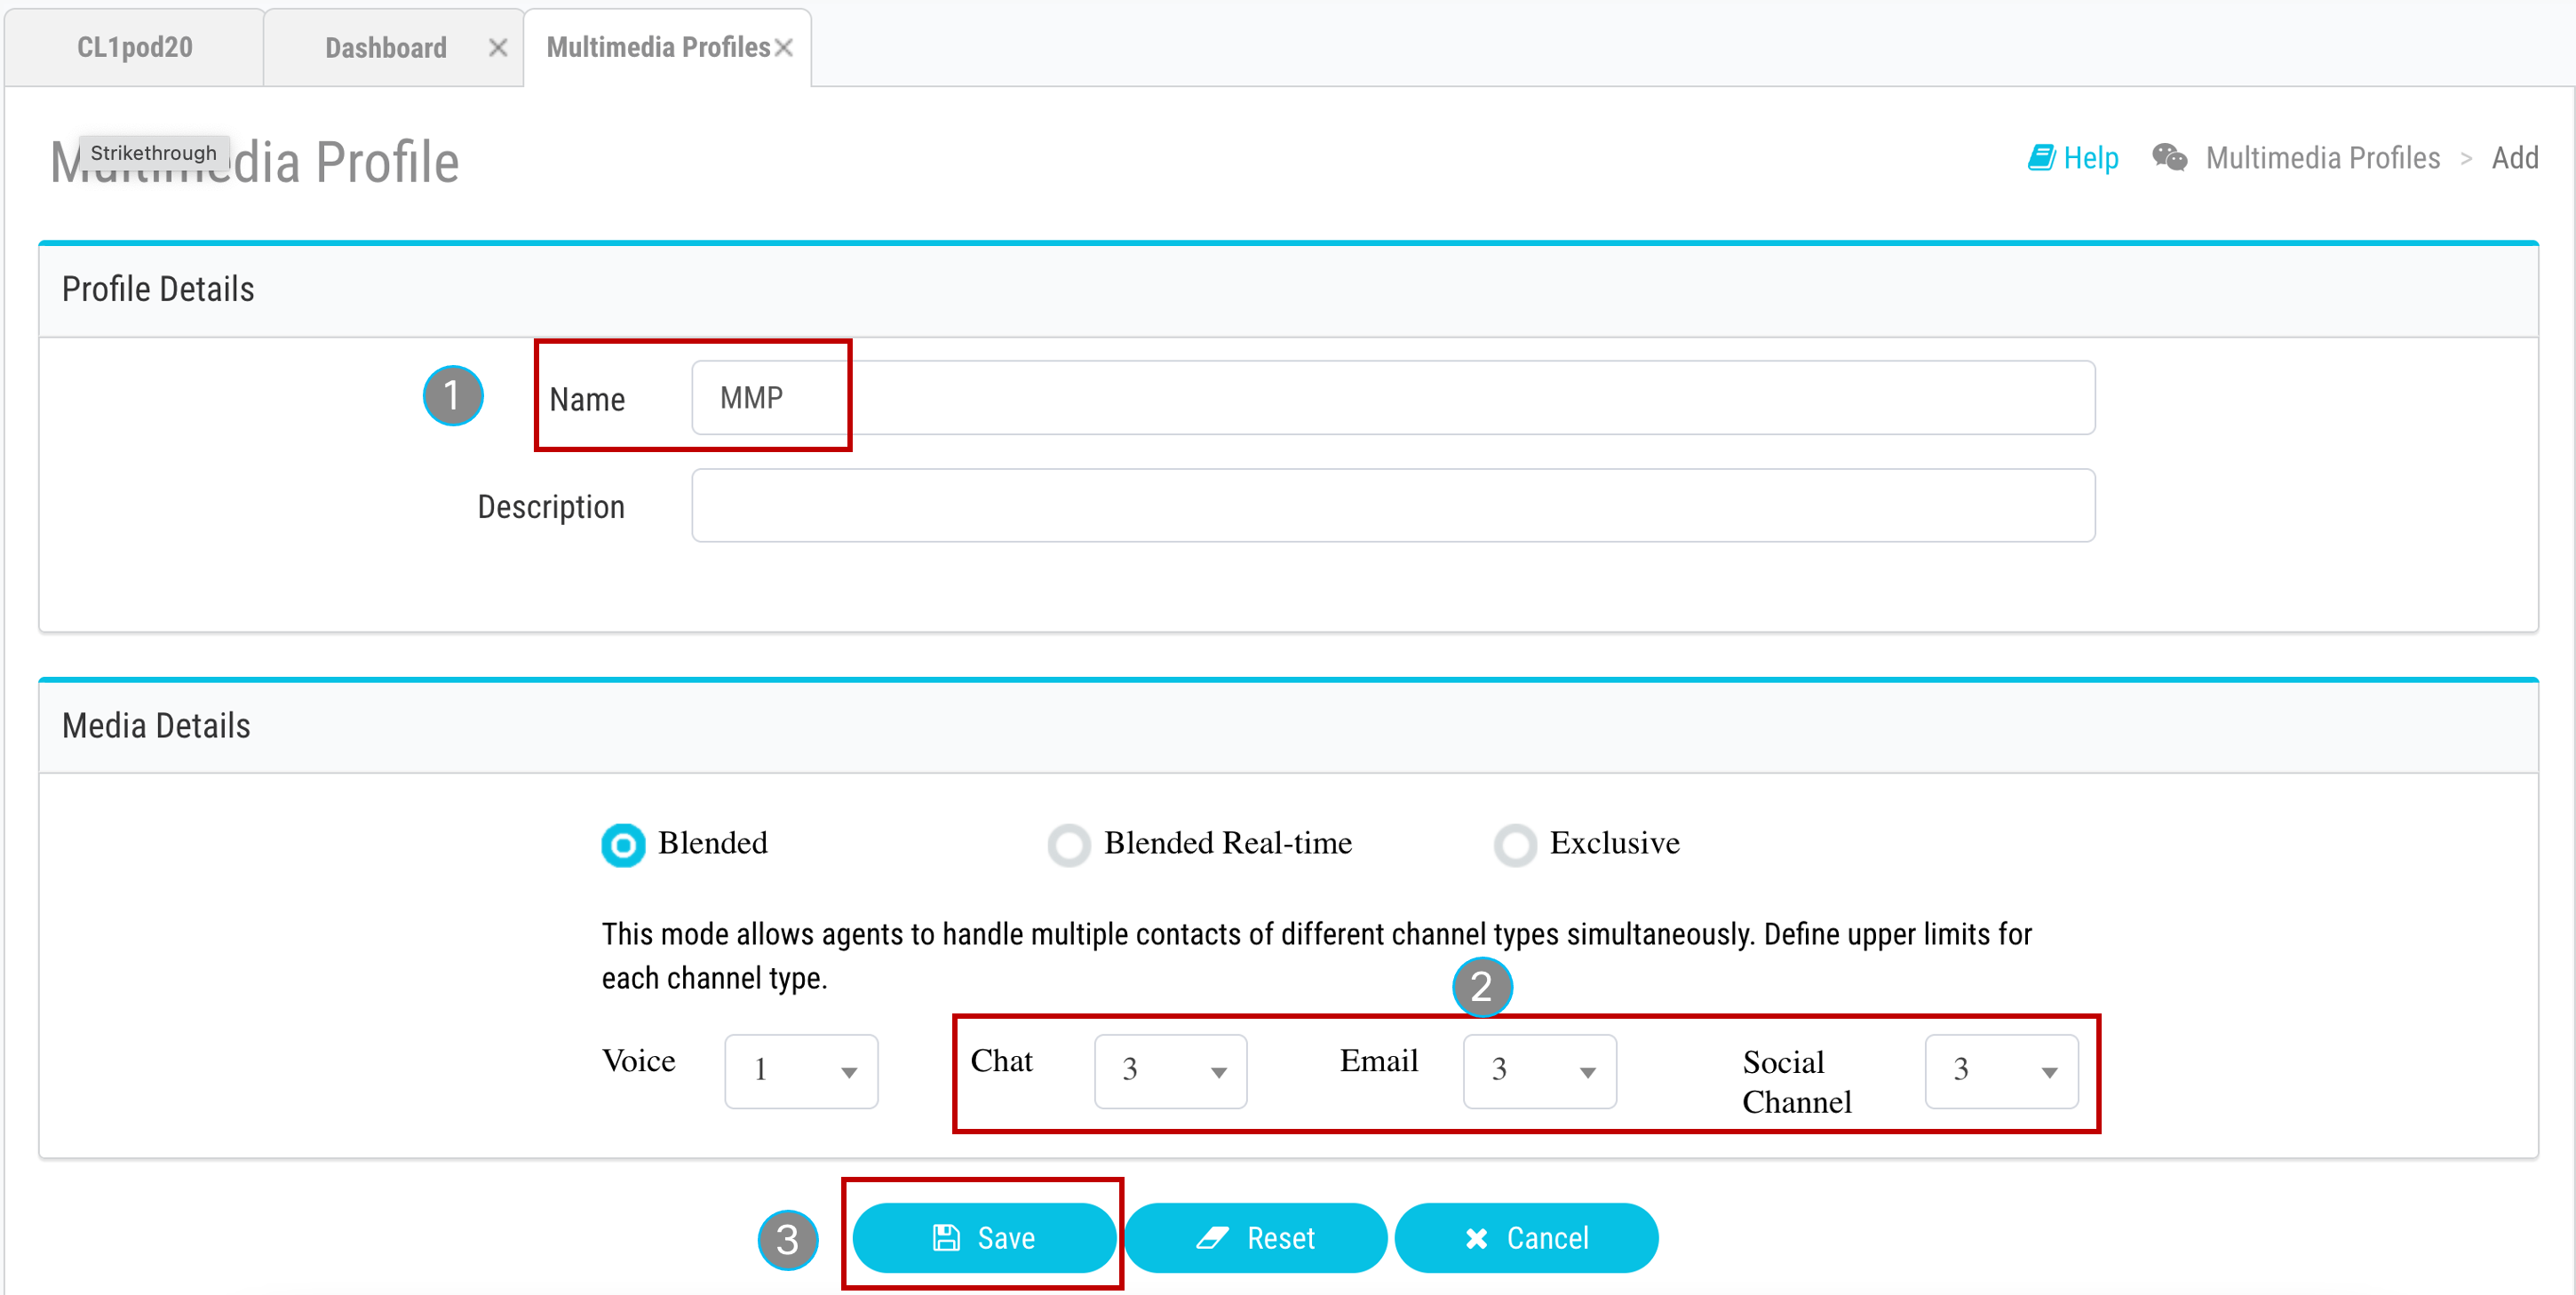 CL1pod20
Dashboard
Multimedia Profiles
Multimedia Profile
Strikethrough
Help
Multimedia Profiles > Add
Profile Details
1
Name
MMP
Description
Media Details
Blended
Blended Real-time
Exclusive
This mode allows agents to handle multiple contacts of different channel types simultaneously. Define upper limits for
each channel type.
2
Voice
1
Chat
3
Email
3
Social
Channel
3
3
Save
Reset
Cancel